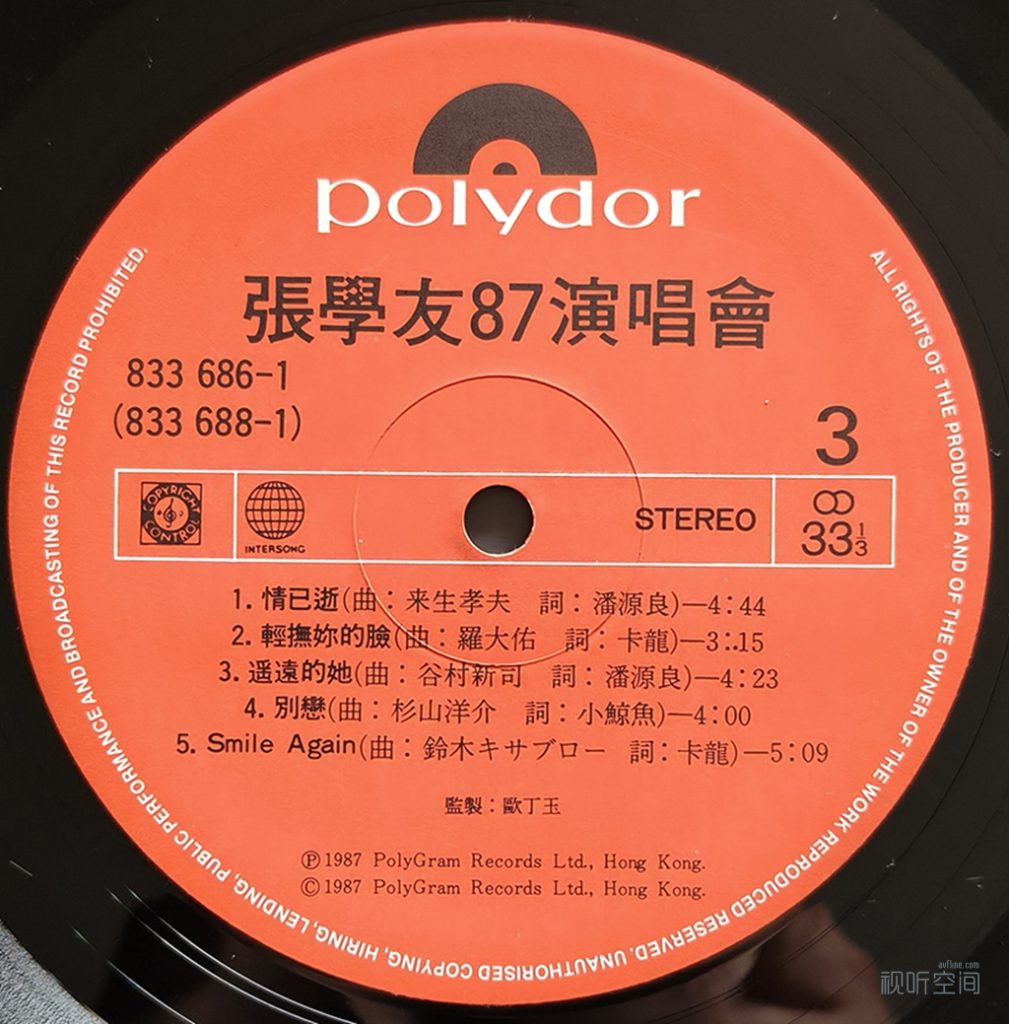 polydor
張學友87演唱會
833 686-1
(833 688-1)
3
COPYRIGHT CONTROL
INTERSONG
STEREO
33⅓
1. 情已逝(曲：来生孝夫　詞：潘源良)—4：44
2. 輕撫妳的臉(曲：羅大佑　詞：卡龍)—3：15
3. 遥遠的她(曲：谷村新司　詞：潘源良)—4：23
4. 別戀(曲：杉山洋介　詞：小鯨魚)—4：00
5. Smile Again(曲：鈴木キサブロー　詞：卡龍)—5：09
監製：歐丁玉
Ⓟ1987 PolyGram Records Ltd., Hong Kong.
©1987 PolyGram Records Ltd., Hong Kong.
ALL RIGHTS OF THE PRODUCER AND OF THE OWNER OF THE WORK REPRODUCED RESERVED. UNAUTHORISED COPYING, HIRING, LENDING, PUBLIC PERFORMANCE AND BROADCASTING OF THIS RECORD PROHIBITED.
avfline.com
视听空间